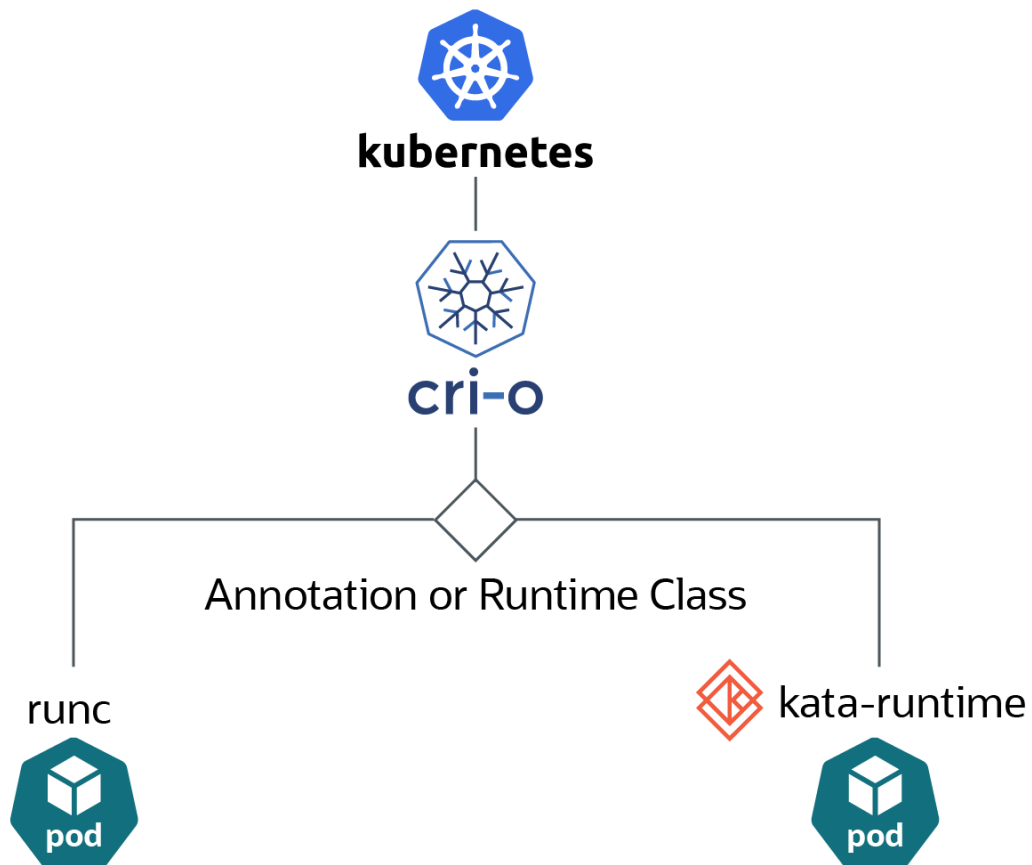 kubernetes
cri-o
Annotation or Runtime Class
runc
kata-runtime
pod
pod